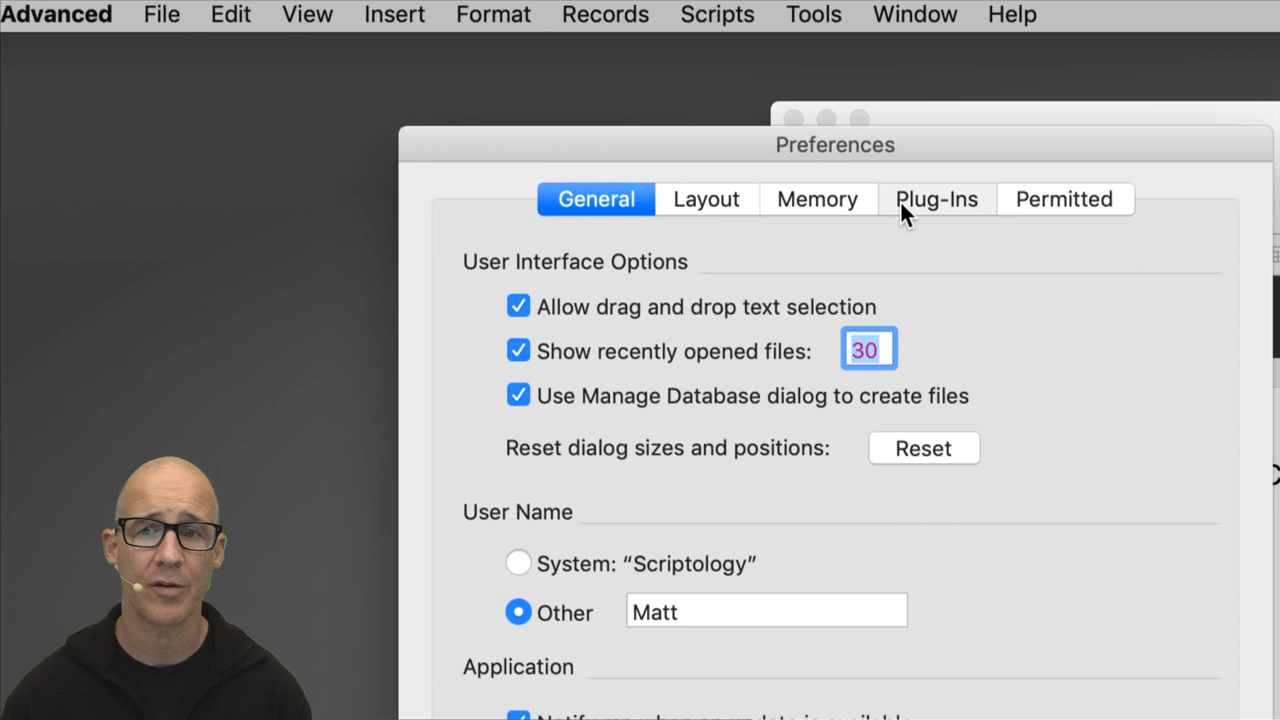 Advanced File Edit View Insert Format Records Scripts Tools Window Help
Preferences
General Layout Memory Plug-Ins Permitted
User Interface Options
Allow drag and drop text selection
Show recently opened files: 30
Use Manage Database dialog to create files
Reset dialog sizes and positions: Reset
User Name
System: “Scriptology”
Other Matt
Application